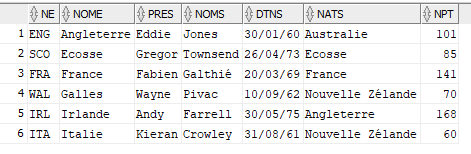 NE NOME PRES NOMS DTNS NATS NPT
1 ENG Angleterre Eddie Jones 30/01/60 Australie 101
2 SCO Ecosse Gregor Townsend 26/04/73 Ecosse 85
3 FRA France Fabien Galthié 20/03/69 France 141
4 WAL Galles Wayne Pivac 10/09/62 Nouvelle Zélande 70
5 IRL Irlande Andy Farrell 30/05/75 Angleterre 168
6 ITA Italie Kieran Crowley 31/08/61 Nouvelle Zélande 60